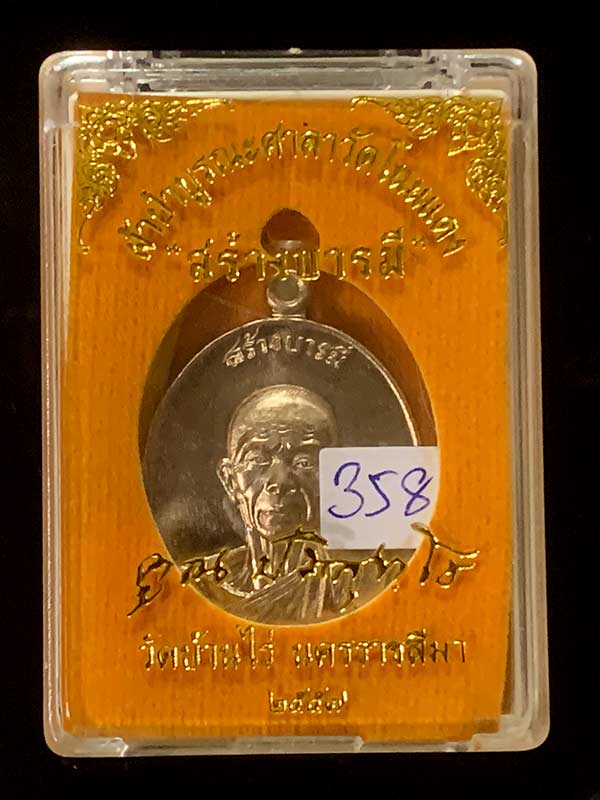 ผ้าป่าบูรณะศาลาวัดโนนแดง
"สร้างบารมี"
สร้างบารมี
358
คูณ ปริสุทฺโธ
วัดบ้านไร่ นครราชสีมา
๒๕๕๗